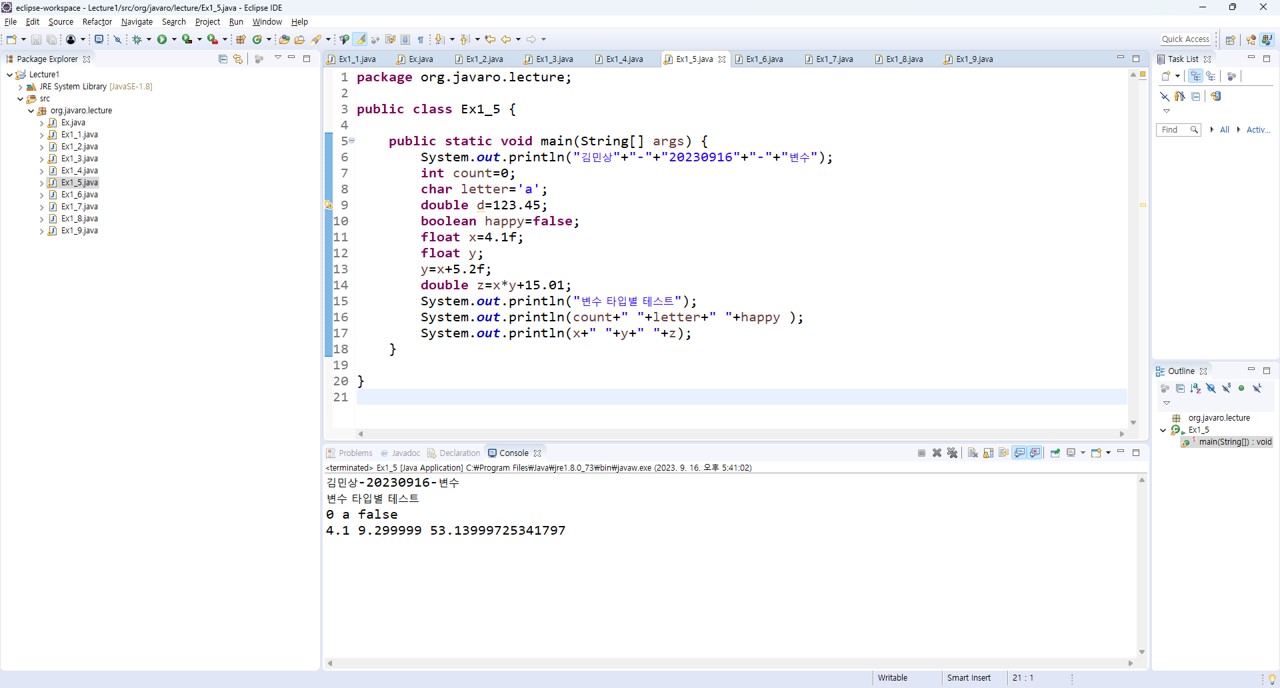 eclipse-workspace - Lecture1/src/org/javaro/lecture/Ex1_5.java - Eclipse IDE
File Edit Source Refactor Navigate Search Project Run Window Help
Quick Access
Package Explorer
Lecture1
JRE System Library [JavaSE-1.8]
src
org.javaro.lecture
Ex.java
Ex1_1.java
Ex1_2.java
Ex1_3.java
Ex1_4.java
Ex1_5.java
Ex1_6.java
Ex1_7.java
Ex1_8.java
Ex1_9.java
Ex1_1.java Ex.java Ex1_2.java Ex1_3.java Ex1_4.java Ex1_5.java Ex1_6.java Ex1_7.java Ex1_8.java Ex1_9.java
1 package org.javaro.lecture;
2
3 public class Ex1_5 {
4
5 public static void main(String[] args) {
6 System.out.println("김민상"+"-"+"20230916"+"-"+"변수");
7 int count=0;
8 char letter='a';
9 double d=123.45;
10 boolean happy=false;
11 float x=4.1f;
12 float y;
13 y=x+5.2f;
14 double z=x*y+15.01;
15 System.out.println("변수 타입별 테스트");
16 System.out.println(count+" "+letter+" "+happy );
17 System.out.println(x+" "+y+" "+z);
18 }
19
20 }
21
Problems Javadoc Declaration Console
<terminated> Ex1_5 [Java Application] C:₩Program Files₩Java₩jre1.8.0_73₩bin₩javaw.exe (2023. 9. 16. 오후 5:41:02)
김민상-20230916-변수
변수 타입별 테스트
0 a false
4.1 9.299999 53.13999725341797
Task List
Find All Activ...
Outline
org.javaro.lecture
Ex1_5
main(String[]) : void
Writable Smart Insert 21 : 1